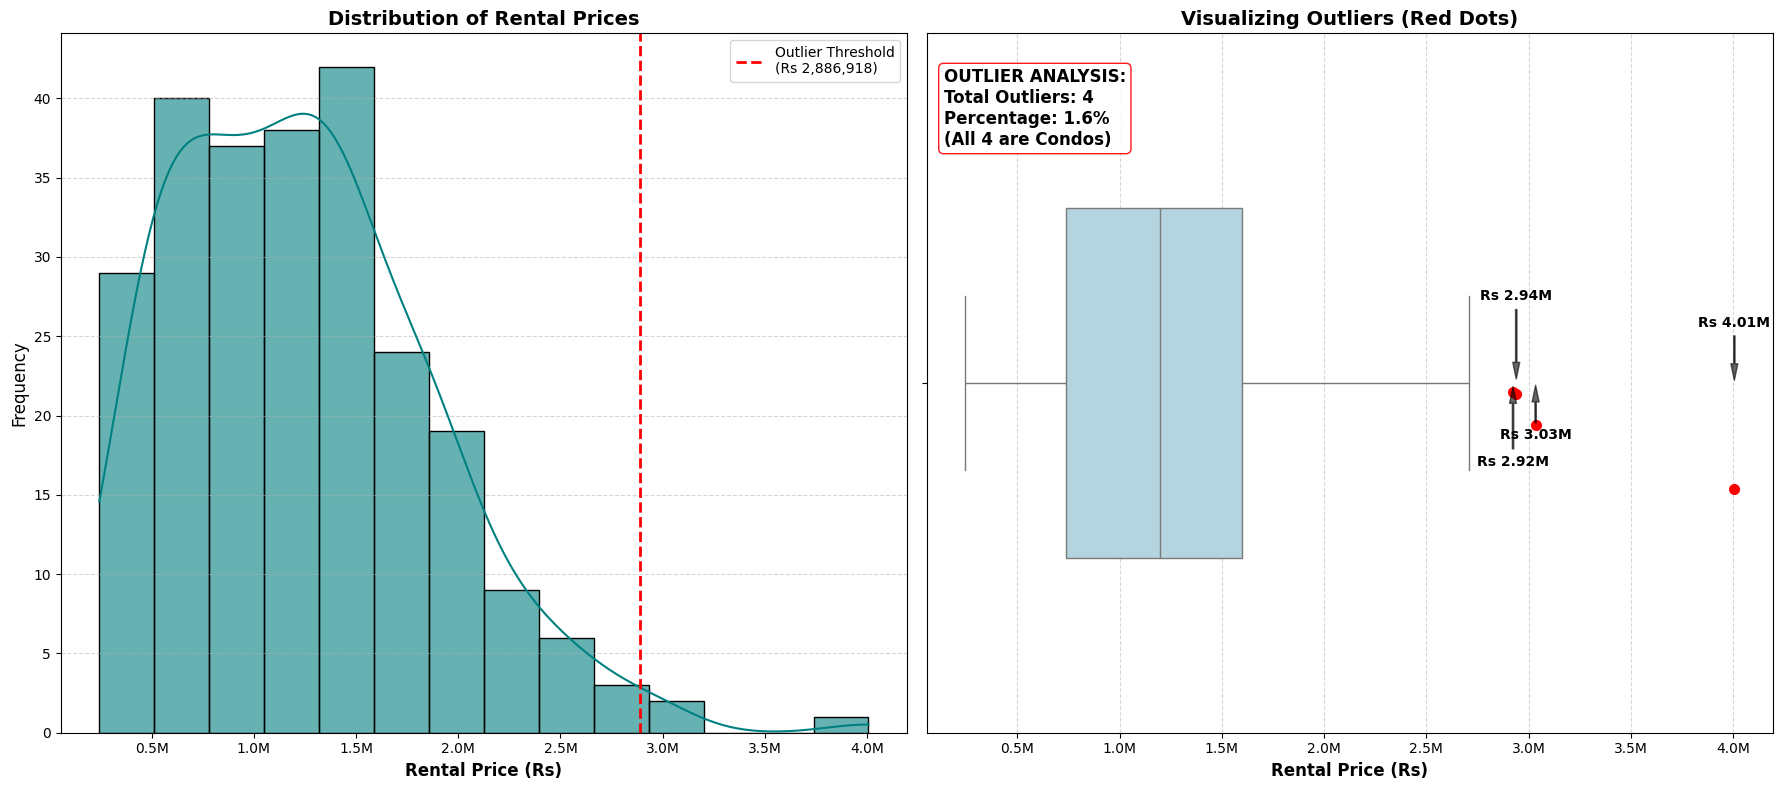 Distribution of Rental Prices
Outlier Threshold
(Rs 2,886,918)
Frequency
40
35
30
25
20
15
10
5
0
0.5M 1.0M 1.5M 2.0M 2.5M 3.0M 3.5M 4.0M
Rental Price (Rs)
Visualizing Outliers (Red Dots)
OUTLIER ANALYSIS:
Total Outliers: 4
Percentage: 1.6%
(All 4 are Condos)
Rs 2.94M
Rs 4.01M
Rs 3.03M
Rs 2.92M
0.5M 1.0M 1.5M 2.0M 2.5M 3.0M 3.5M 4.0M
Rental Price (Rs)